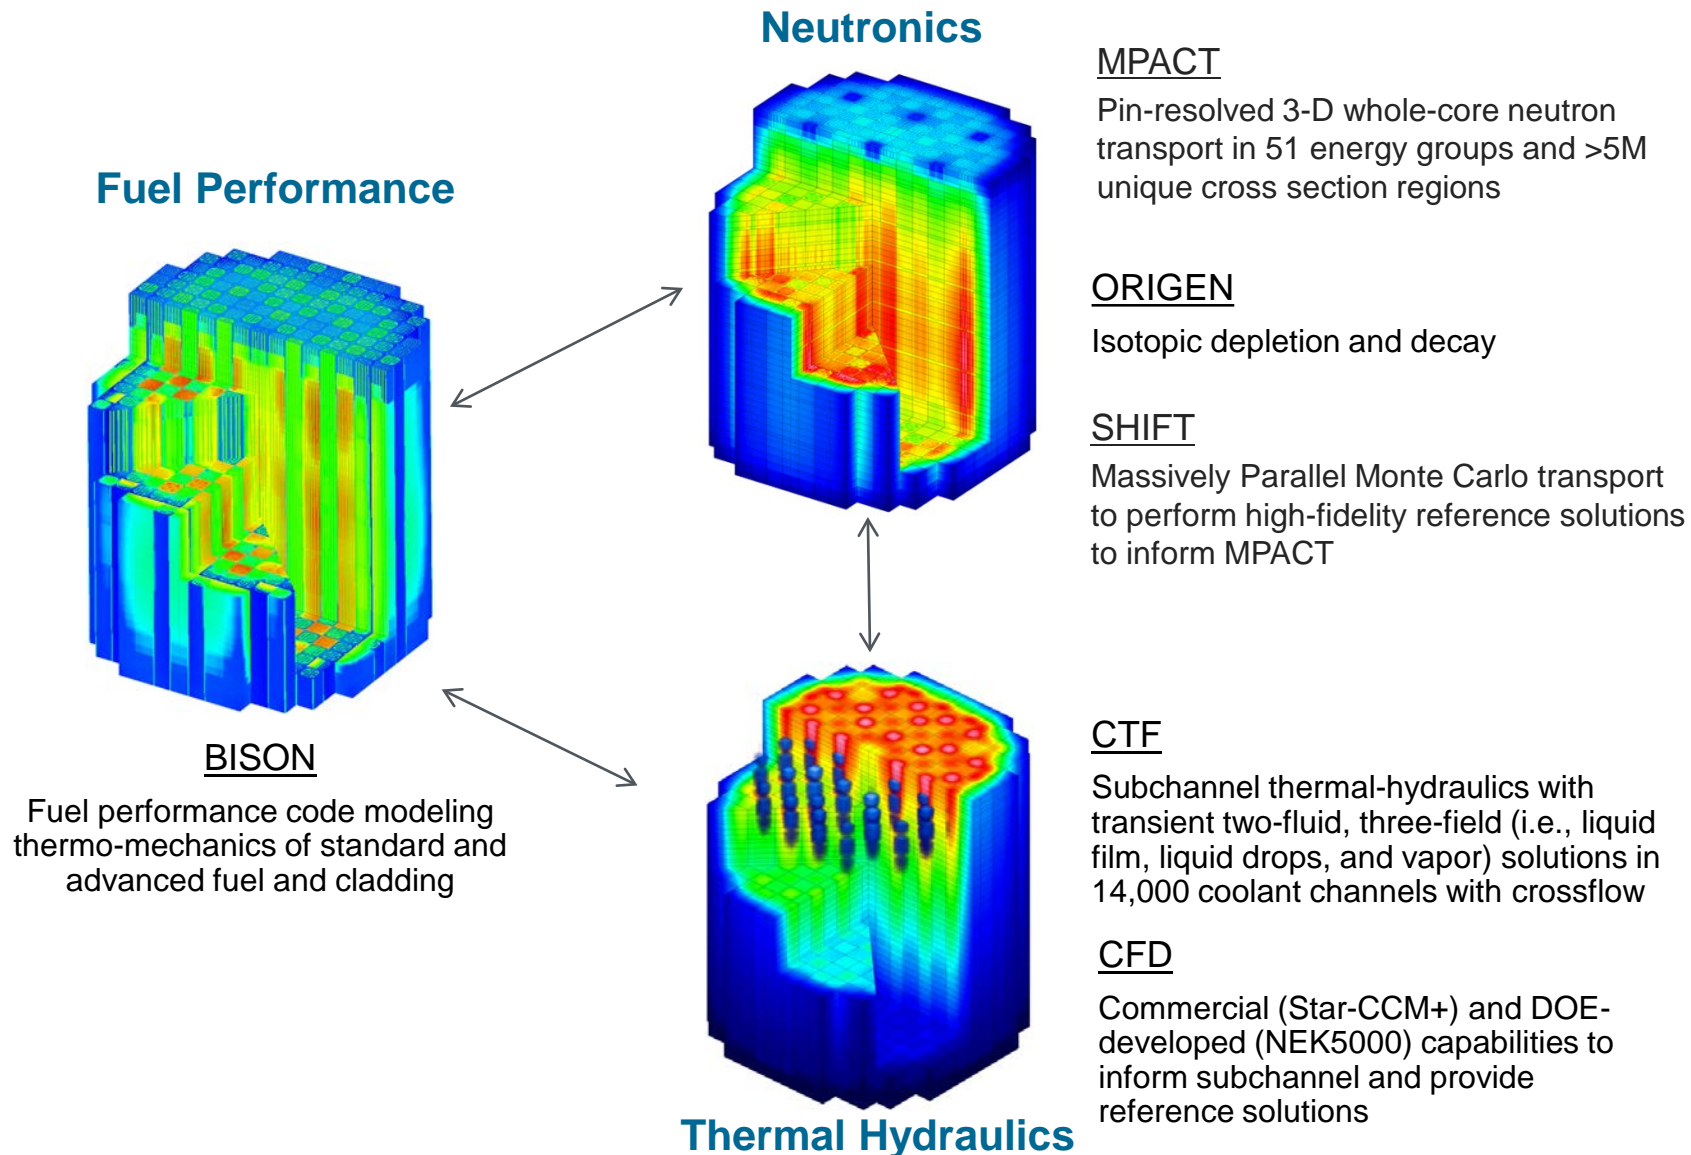 Neutronics
MPACT
Pin-resolved 3-D whole-core neutron
transport in 51 energy groups and >5M
unique cross section regions
Fuel Performance
ORIGEN
Isotopic depletion and decay
SHIFT
Massively Parallel Monte Carlo transport
to perform high-fidelity reference solutions
to inform MPACT
BISON
Fuel performance code modeling
thermo-mechanics of standard and
advanced fuel and cladding
CTF
Subchannel thermal-hydraulics with
transient two-fluid, three-field (i.e., liquid
film, liquid drops, and vapor) solutions in
14,000 coolant channels with crossflow
CFD
Commercial (Star-CCM+) and DOE-
developed (NEK5000) capabilities to
inform subchannel and provide
reference solutions
Thermal Hydraulics